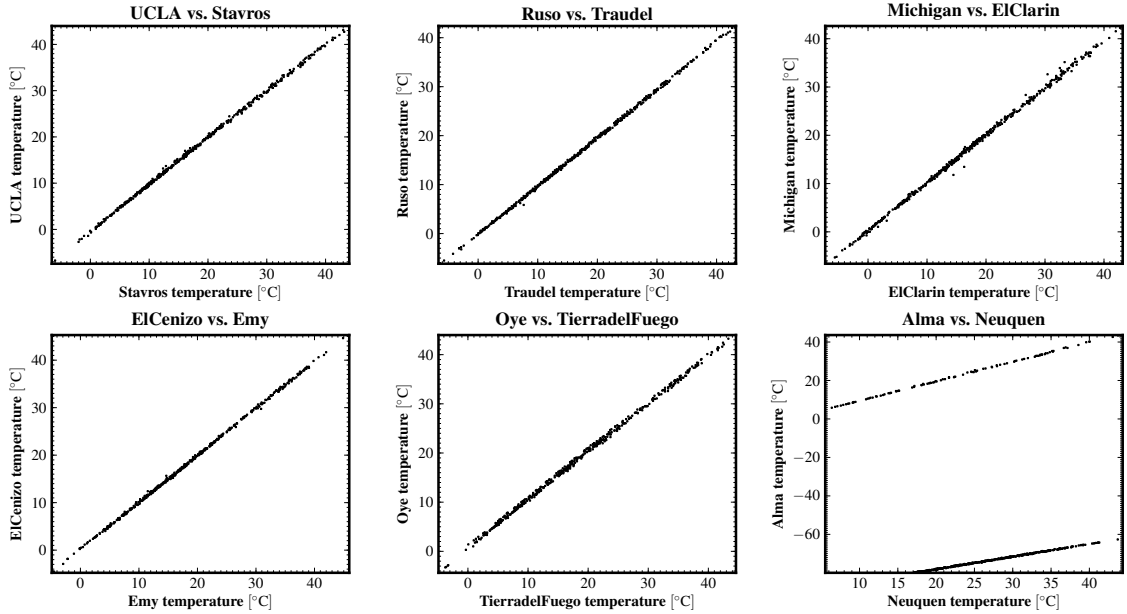 UCLA vs. Stavros
40
30
20
10
0
UCLA temperature [°C]
0 10 20 30 40
Stavros temperature [°C]
Ruso vs. Traudel
40
30
20
10
0
Ruso temperature [°C]
0 10 20 30 40
Traudel temperature [°C]
Michigan vs. ElClarin
40
30
20
10
0
Michigan temperature [°C]
0 10 20 30 40
ElClarin temperature [°C]
ElCenizo vs. Emy
40
30
20
10
0
ElCenizo temperature [°C]
0 10 20 30 40
Emy temperature [°C]
Oye vs. TierradelFuego
40
30
20
10
0
Oye temperature [°C]
0 10 20 30 40
TierradelFuego temperature [°C]
Alma vs. Neuquen
40
20
0
−20
−40
−60
Alma temperature [°C]
10 15 20 25 30 35 40
Neuquen temperature [°C]